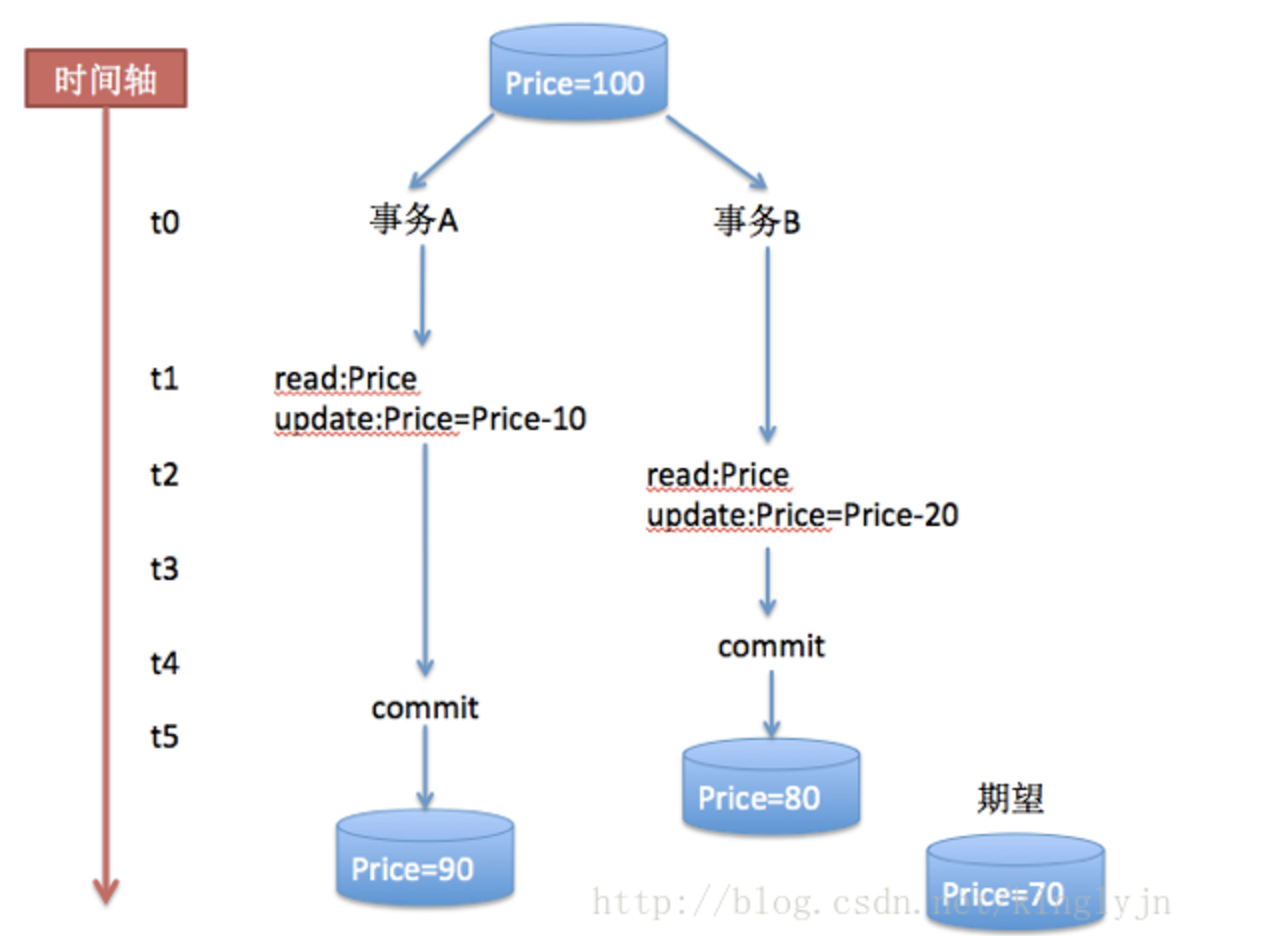 Price=100
时间轴
t0
事务A
事务B
t1
read:Price
update:Price=Price-10
t2
read:Price
update:Price=Price-20
t3
commit
t4
commit
t5
Price=80
期望
Price=90
Price=70
http://blog.csdn.net/kinglyjn